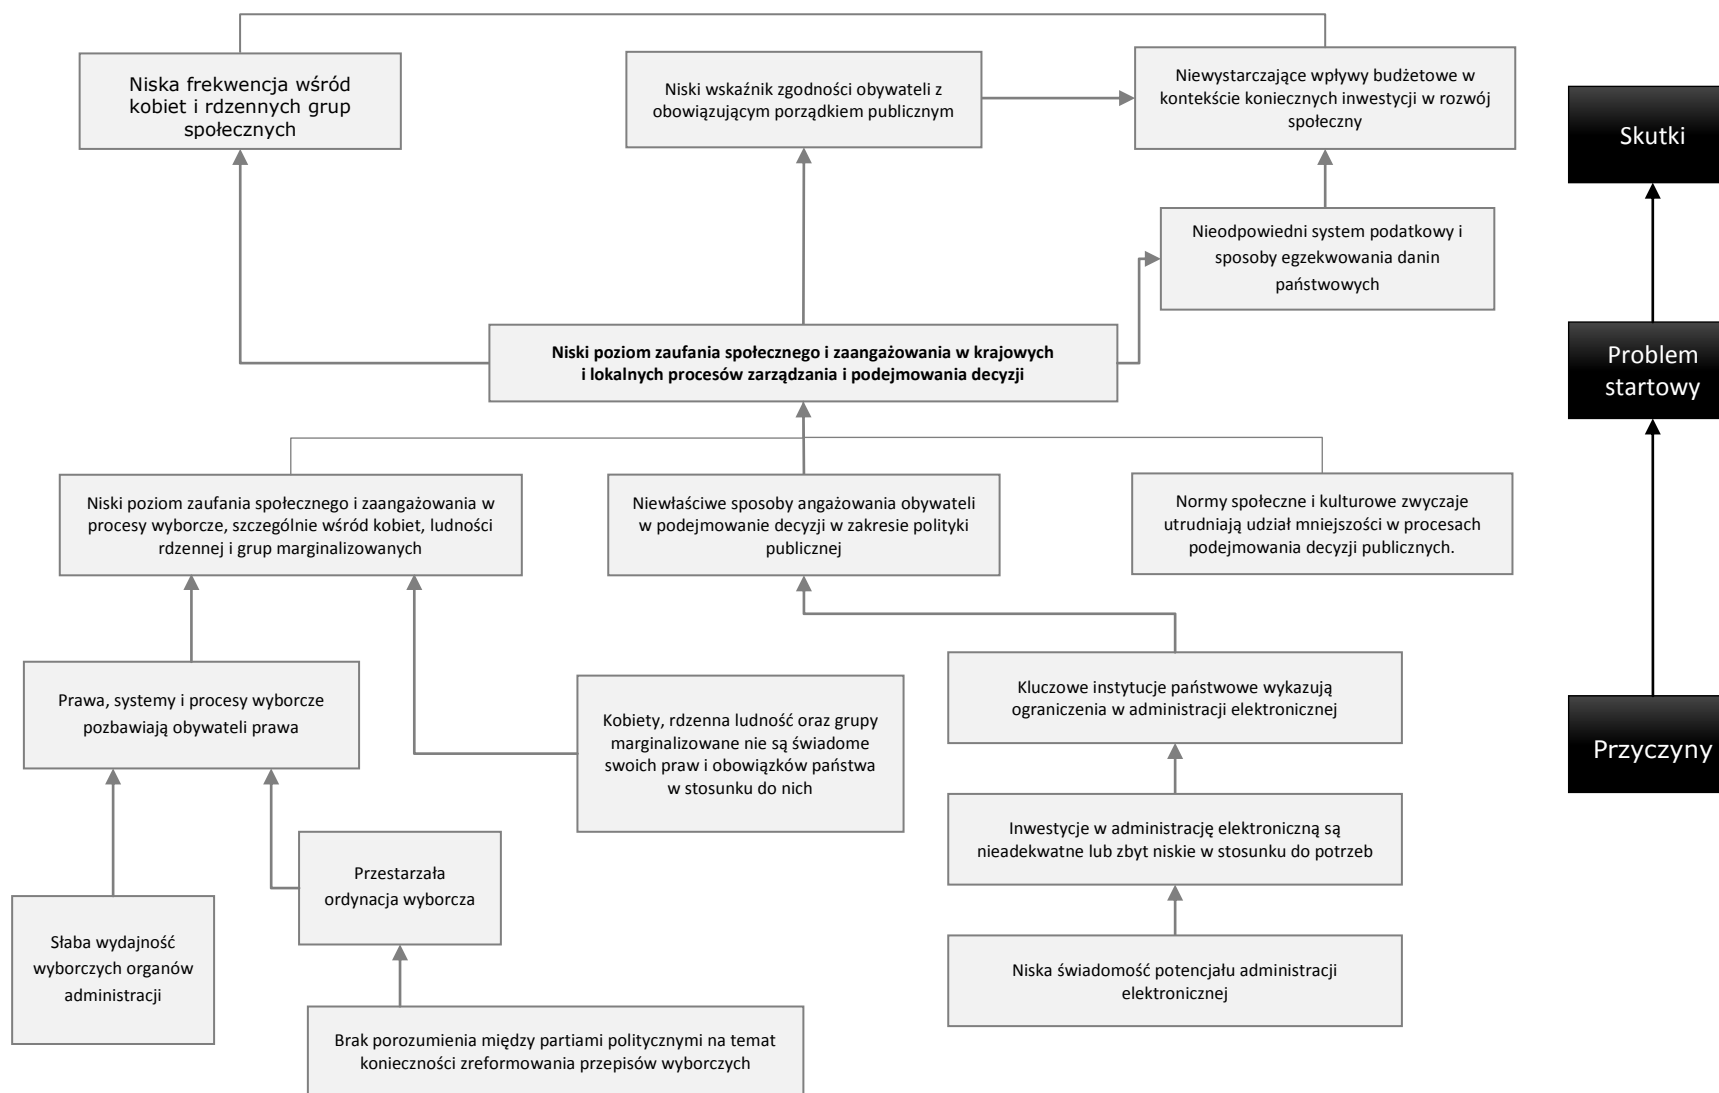 Niska frekwencja wśród
kobiet i rdzennych grup
społecznych
Niski wskaźnik zgodności obywateli z
obowiązującym porządkiem publicznym
Niewystarczające wpływy budżetowe w
kontekście koniecznych inwestycji w rozwój
społeczny
Skutki
Nieodpowiedni system podatkowy i
sposoby egzekwowania danin
państwowych
Niski poziom zaufania społecznego i zaangażowania w krajowych
i lokalnych procesów zarządzania i podejmowania decyzji
Problem
startowy
Niski poziom zaufania społecznego i zaangażowania w
procesy wyborcze, szczególnie wśród kobiet, ludności
rdzennej i grup marginalizowanych
Niewłaściwe sposoby angażowania obywateli
w podejmowanie decyzji w zakresie polityki
publicznej
Normy społeczne i kulturowe zwyczaje
utrudniają udział mniejszości w procesach
podejmowania decyzji publicznych.
Prawa, systemy i procesy wyborcze
pozbawiają obywateli prawa
Kobiety, rdzenna ludność oraz grupy
marginalizowane nie są świadome
swoich praw i obowiązków państwa
w stosunku do nich
Kluczowe instytucje państwowe wykazują
ograniczenia w administracji elektronicznej
Przyczyny
Inwestycje w administrację elektroniczną są
nieadekwatne lub zbyt niskie w stosunku do potrzeb
Przestarzała
ordynacja wyborcza
Słaba wydajność
wyborczych organów
administracji
Niska świadomość potencjału administracji
elektronicznej
Brak porozumienia między partiami politycznymi na temat
konieczności zreformowania przepisów wyborczych